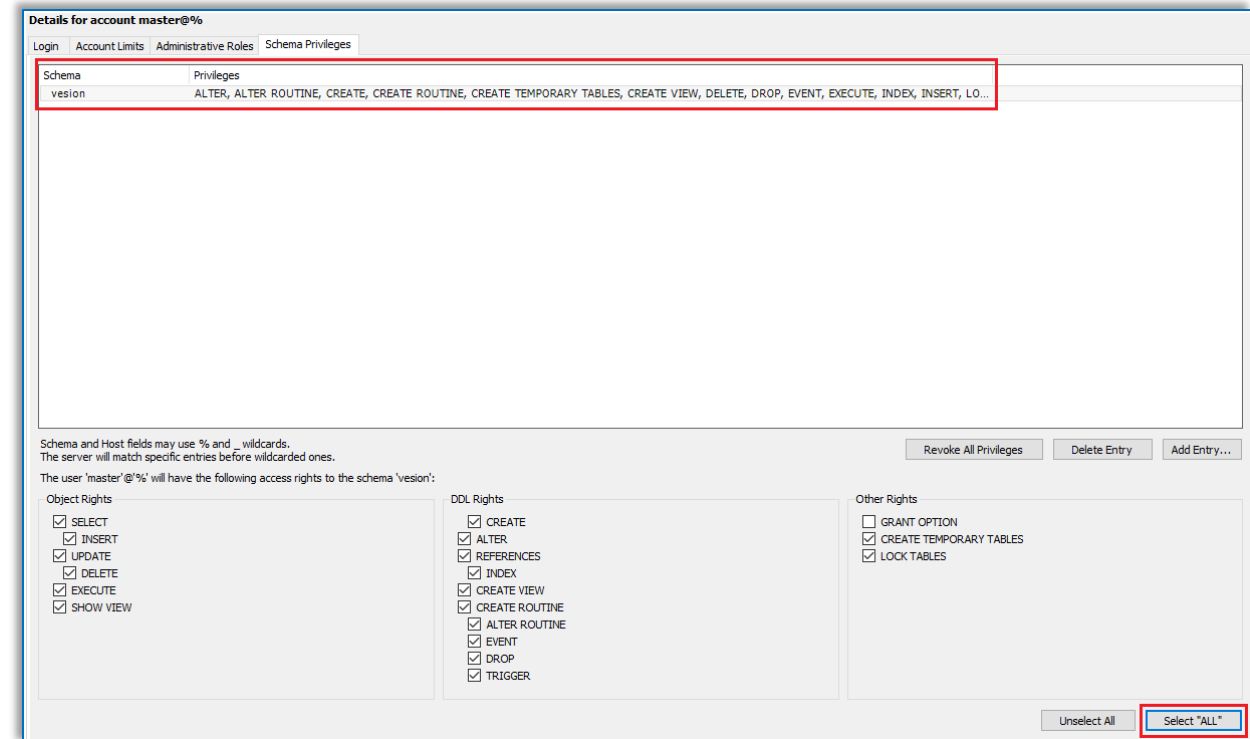 Details for account master@%
Login Account Limits Administrative Roles Schema Privileges
Schema Privileges
vesion ALTER, ALTER ROUTINE, CREATE, CREATE ROUTINE, CREATE TEMPORARY TABLES, CREATE VIEW, DELETE, DROP, EVENT, EXECUTE, INDEX, INSERT, LO...
Schema and Host fields may use % and _ wildcards.
The server will match specific entries before wildcarded ones.
Revoke All Privileges Delete Entry Add Entry...
The user 'master'@'%' will have the following access rights to the schema 'vesion':
Object Rights
SELECT
INSERT
UPDATE
DELETE
EXECUTE
SHOW VIEW
DDL Rights
CREATE
ALTER
REFERENCES
INDEX
CREATE VIEW
CREATE ROUTINE
ALTER ROUTINE
EVENT
DROP
TRIGGER
Other Rights
GRANT OPTION
CREATE TEMPORARY TABLES
LOCK TABLES
Unselect All Select "ALL"